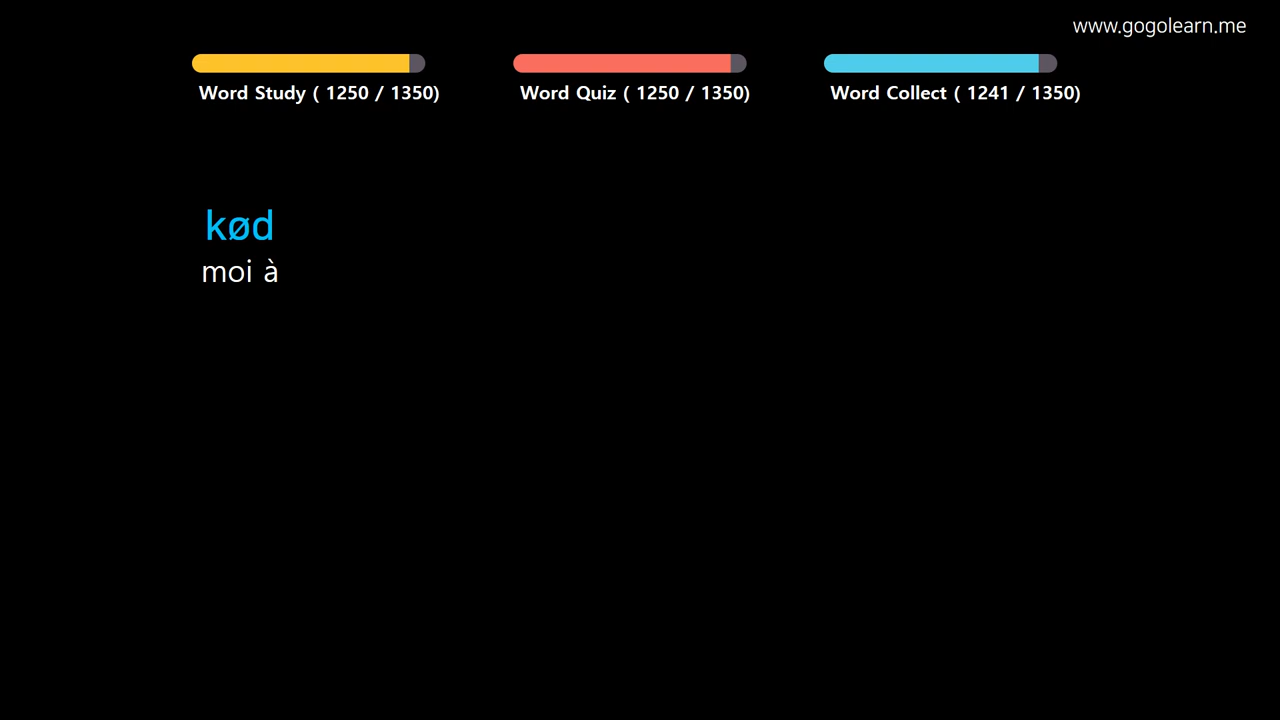 www.gogolearn.me
Word Study ( 1250 / 1350)
Word Quiz ( 1250 / 1350)
Word Collect ( 1241 / 1350)
kød
moi à